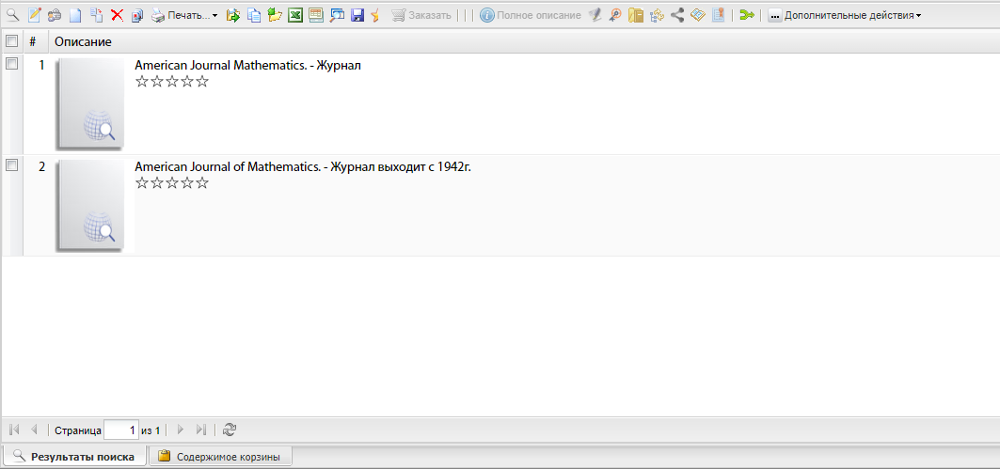 Печать... Заказать Полное описание ... Дополнительные действия
# Описание
1 American Journal Mathematics. - Журнал
2 American Journal of Mathematics. - Журнал выходит с 1942г.
Страница 1 из 1
Результаты поиска Содержимое корзины